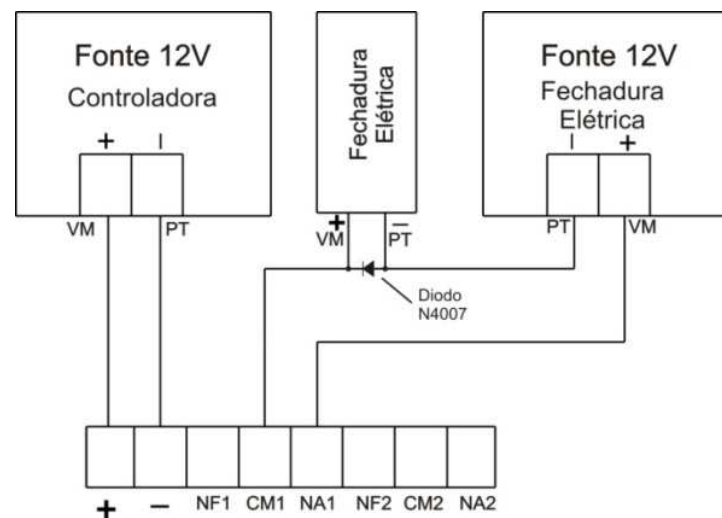 Fonte 12V
Controladora
+ −
VM PT
Fechadura
Elétrica
+ −
VM PT
Fonte 12V
Fechadura
Elétrica
− +
PT VM
Diodo
N4007
+ − NF1 CM1 NA1 NF2 CM2 NA2